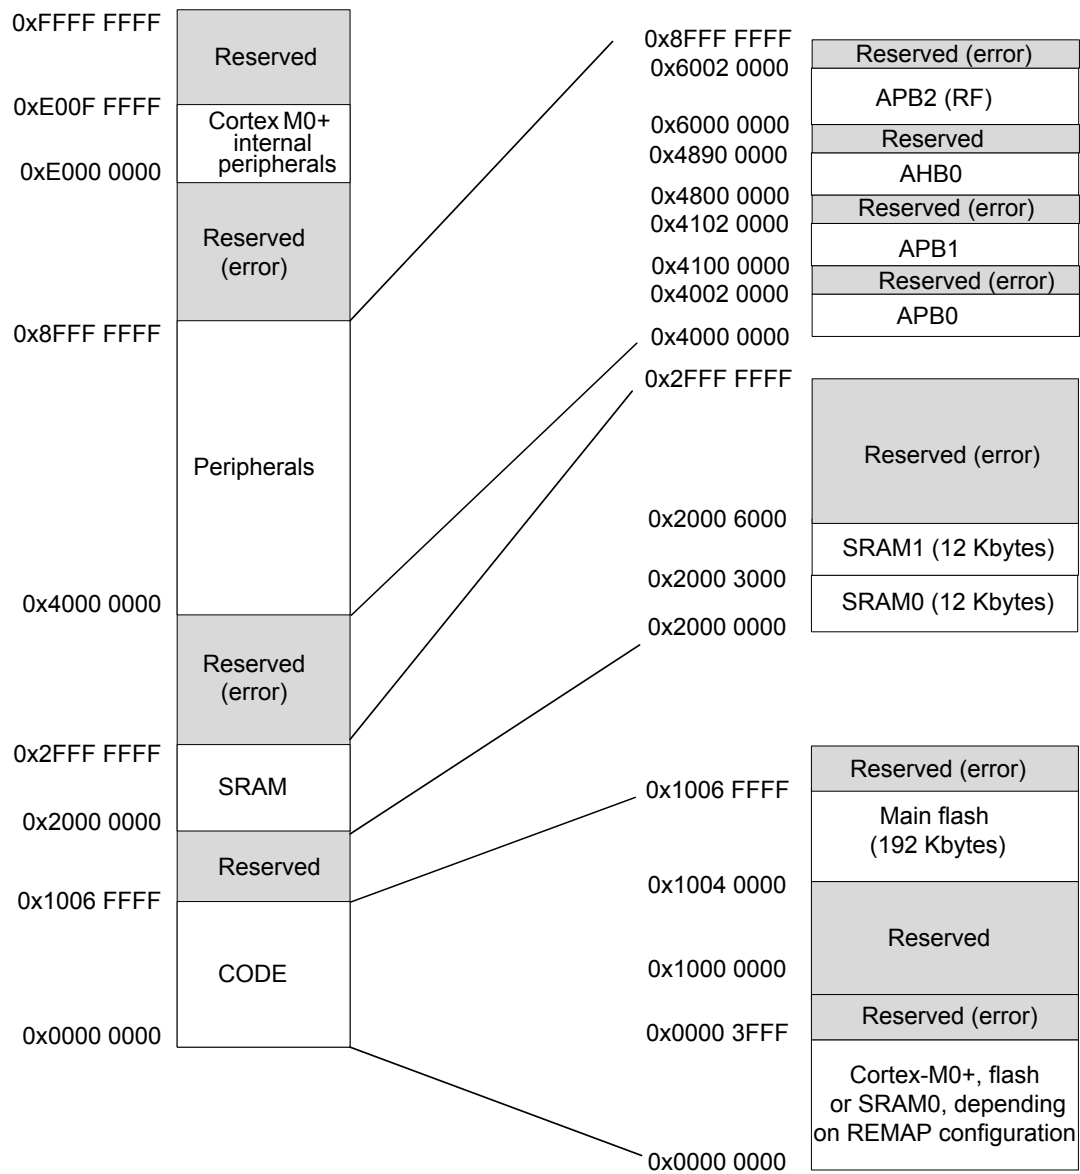 0xFFFF FFFF
Reserved
0xE00F FFFF
Cortex M0+
internal
peripherals
0xE000 0000
Reserved
(error)
0x8FFF FFFF
Peripherals
0x4000 0000
Reserved
(error)
0x2FFF FFFF
SRAM
0x2000 0000
Reserved
0x1006 FFFF
CODE
0x0000 0000
0x8FFF FFFF
Reserved (error)
0x6002 0000
APB2 (RF)
0x6000 0000
Reserved
0x4890 0000
AHB0
0x4800 0000
Reserved (error)
0x4102 0000
APB1
0x4100 0000
Reserved (error)
0x4002 0000
APB0
0x4000 0000
0x2FFF FFFF
Reserved (error)
0x2000 6000
SRAM1 (12 Kbytes)
0x2000 3000
SRAM0 (12 Kbytes)
0x2000 0000
Reserved (error)
0x1006 FFFF
Main flash
(192 Kbytes)
0x1004 0000
Reserved
0x1000 0000
Reserved (error)
0x0000 3FFF
Cortex-M0+, flash
or SRAM0, depending
on REMAP configuration
0x0000 0000